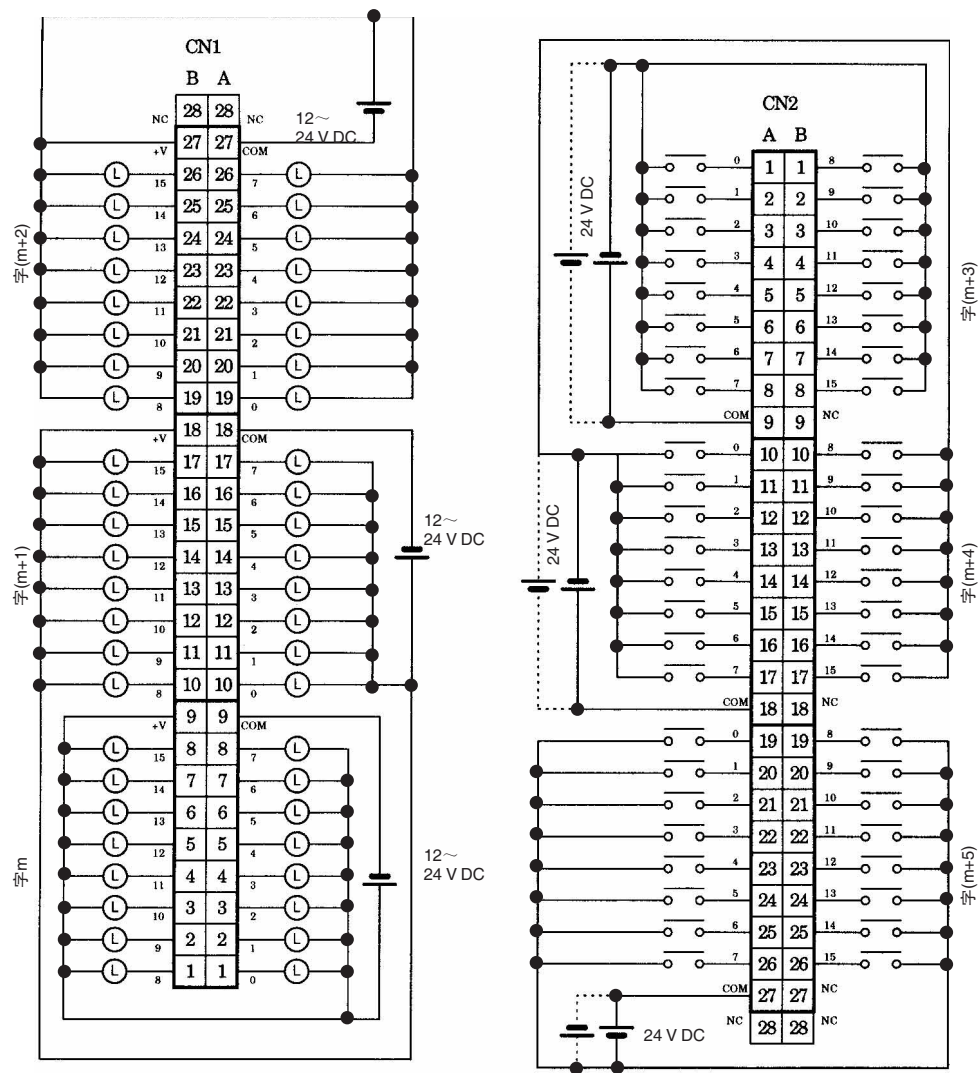 CN1
B A
NC 28 28 NC
12～
24 V DC
+V 27 27 COM
L 15 26 26 7 L
L 14 25 25 6 L
L 13 24 24 5 L
字(m+2)
L 12 23 23 4 L
L 11 22 22 3 L
L 10 21 21 2 L
L 9 20 20 1 L
L 8 19 19 0 L
+V 18 18 COM
L 15 17 17 7 L
L 14 16 16 6 L
L 13 15 15 5 L
12～
24 V DC
字(m+1)
L 12 14 14 4 L
L 11 13 13 3 L
L 10 12 12 2 L
L 9 11 11 1 L
L 8 10 10 0 L
+V 9 9 COM
L 15 8 8 7 L
L 14 7 7 6 L
L 13 6 6 5 L
L 12 5 5 4 L
12～
24 V DC
字m
L 11 4 4 3 L
L 10 3 3 2 L
L 9 2 2 1 L
L 8 1 1 0 L
CN2
A B
0 1 1 8
1 2 2 9
24 V DC
2 3 3 10
3 4 4 11
字(m+3)
4 5 5 12
5 6 6 13
6 7 7 14
7 8 8 15
COM 9 9 NC
0 10 10 8
1 11 11 9
24 V DC
2 12 12 10
3 13 13 11
字(m+4)
4 14 14 12
5 15 15 13
6 16 16 14
7 17 17 15
COM 18 18 NC
0 19 19 8
1 20 20 9
2 21 21 10
3 22 22 11
4 23 23 12
字(m+5)
5 24 24 13
6 25 25 14
7 26 26 15
COM 27 27 NC
NC 28 28 NC
24 V DC